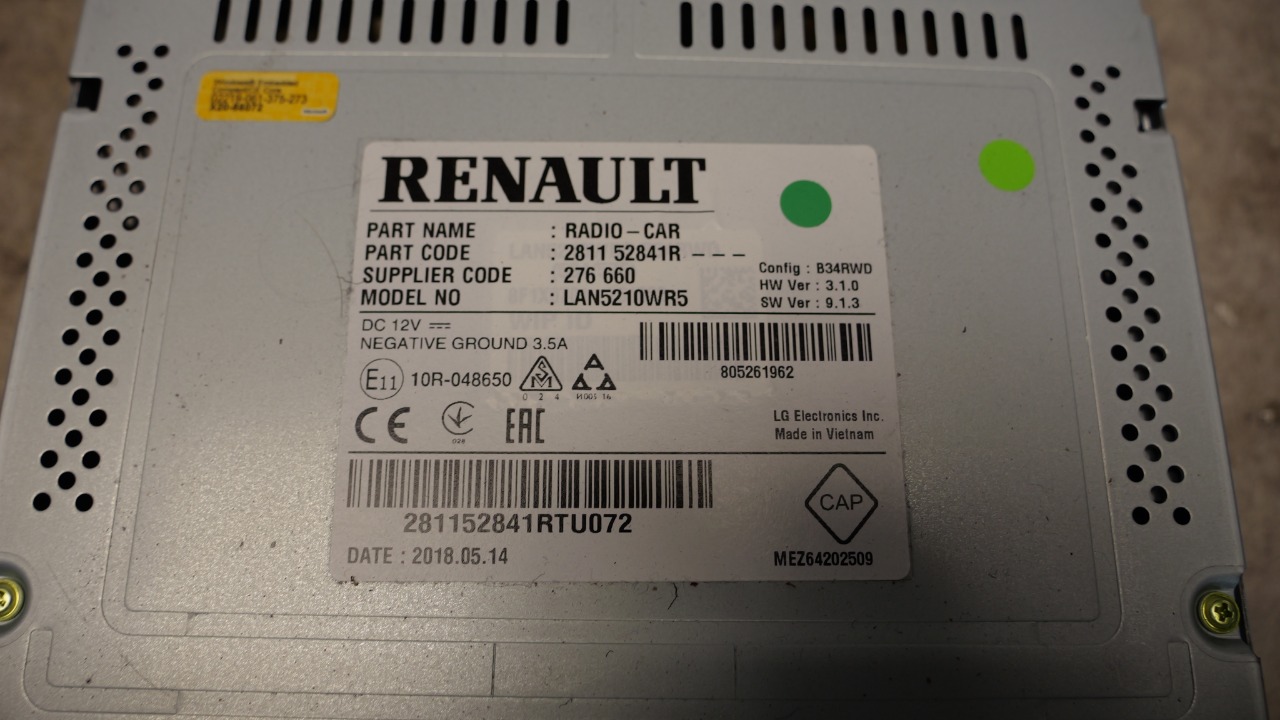 RENAULT
PART NAME : RADIO-CAR
PART CODE : 2811 52841R - - -
SUPPLIER CODE : 276 660
MODEL NO : LAN5210WR5
Config : B34RWD
HW Ver : 3.1.0
SW Ver : 9.1.3
DC 12V
NEGATIVE GROUND 3.5A
805261962
E11 10R-048650
024
CE
028
EAC
LG Electronics Inc.
Made in Vietnam
281152841RTU072
CAP
DATE : 2018.05.14
MEZ64202509